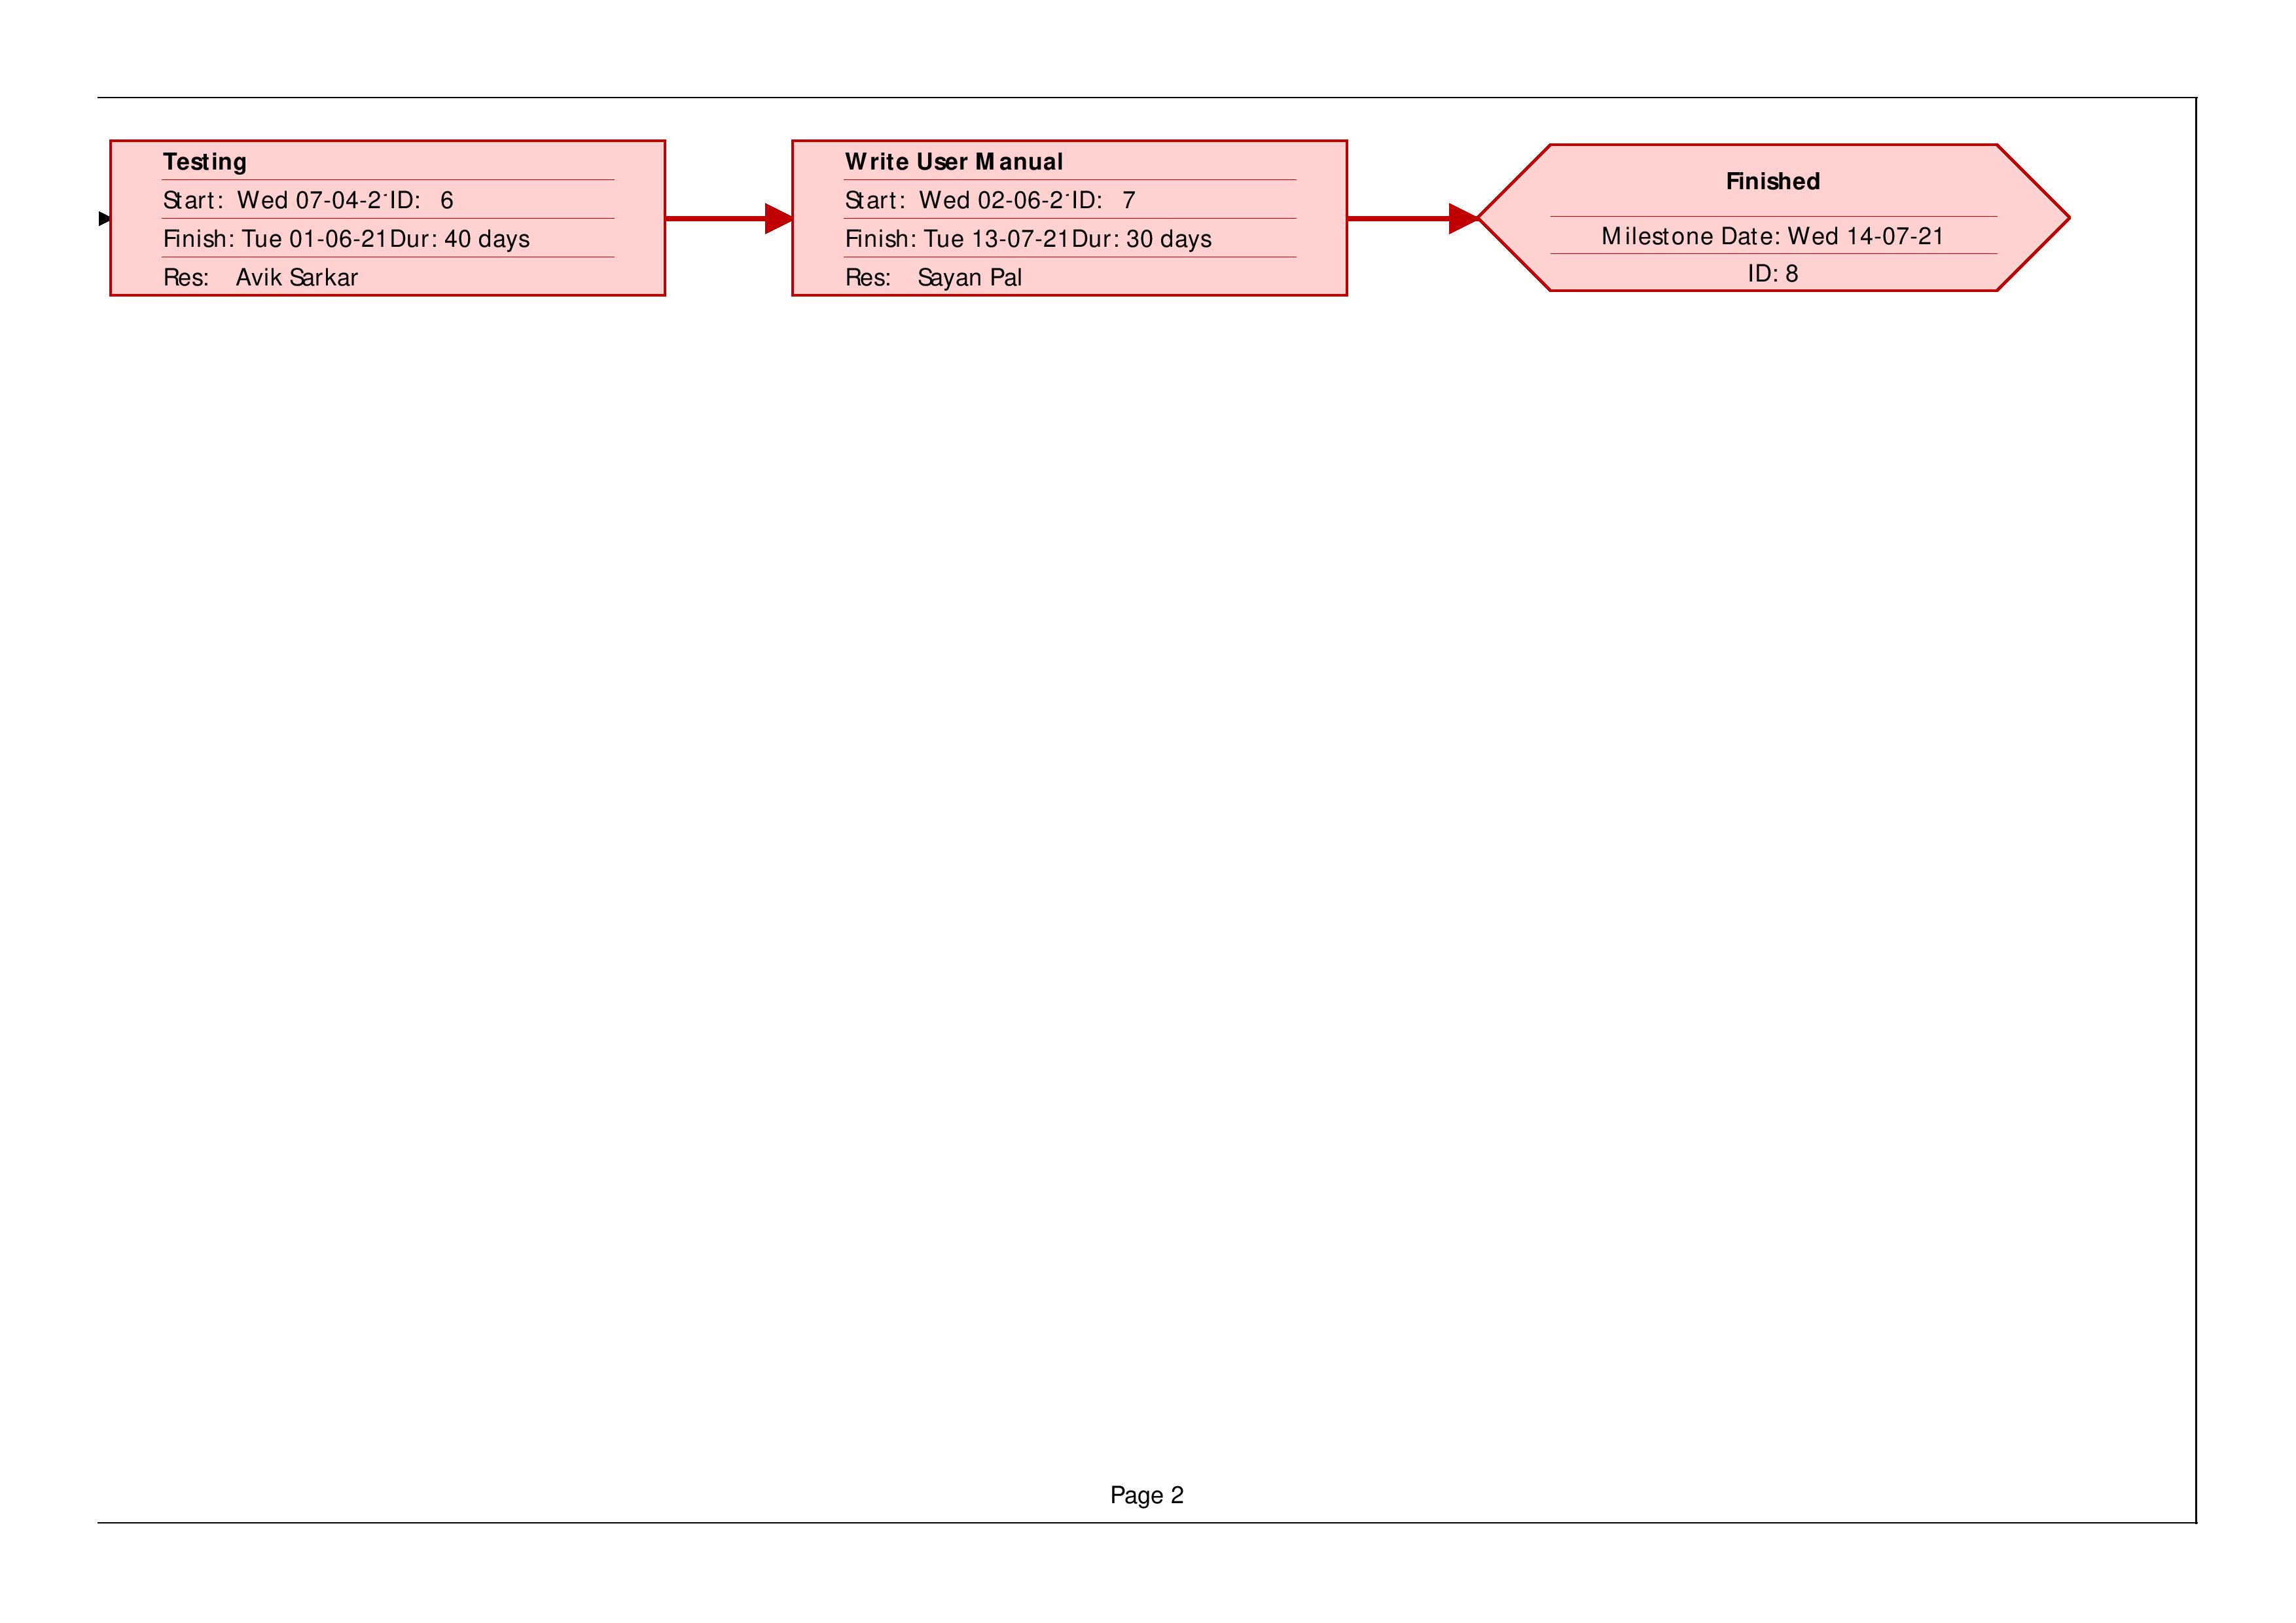 Testing
Start: Wed 07-04-2 ID: 6
Finish: Tue 01-06-21 Dur: 40 days
Res: Avik Sarkar
Write User Manual
Start: Wed 02-06-2 ID: 7
Finish: Tue 13-07-21 Dur: 30 days
Res: Sayan Pal
Finished
Milestone Date: Wed 14-07-21
ID: 8
Page 2